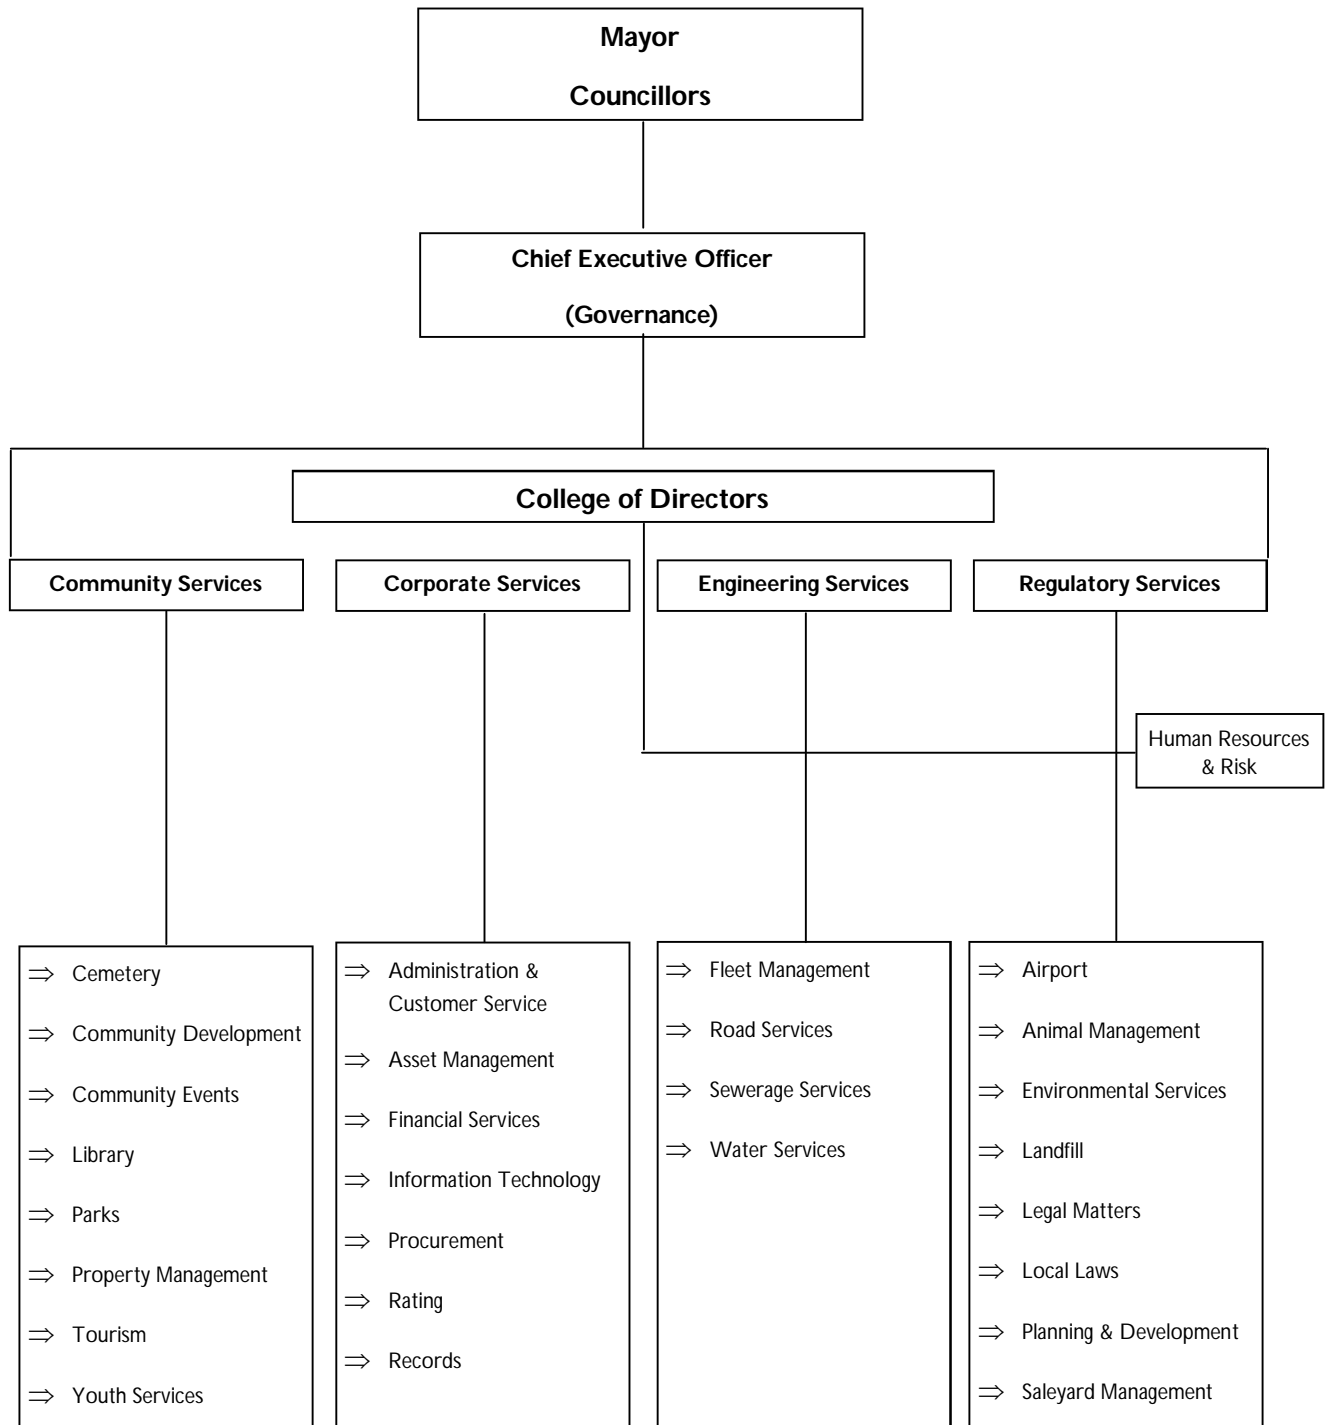 Mayor
Councillors
Chief Executive Officer
(Governance)
College of Directors
Community Services
Corporate Services
Engineering Services
Regulatory Services
Human Resources
& Risk
⇒ Cemetery
⇒ Community Development
⇒ Community Events
⇒ Library
⇒ Parks
⇒ Property Management
⇒ Tourism
⇒ Youth Services
⇒ Administration &
Customer Service
⇒ Asset Management
⇒ Financial Services
⇒ Information Technology
⇒ Procurement
⇒ Rating
⇒ Records
⇒ Fleet Management
⇒ Road Services
⇒ Sewerage Services
⇒ Water Services
⇒ Airport
⇒ Animal Management
⇒ Environmental Services
⇒ Landfill
⇒ Legal Matters
⇒ Local Laws
⇒ Planning & Development
⇒ Saleyard Management